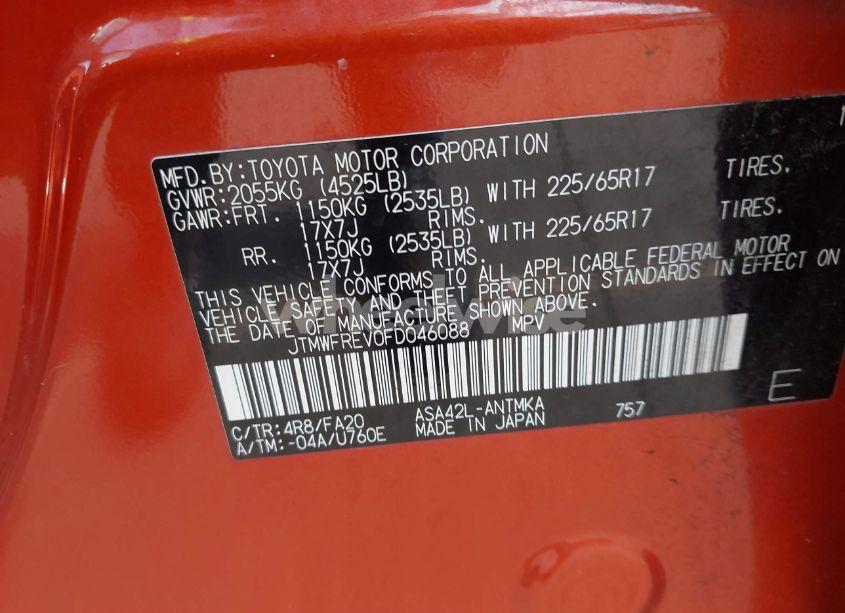 MFD.BY:TOYOTA MOTOR CORPORATION
GVWR:2055KG (4525LB)
GAWR:FRT. 1150KG (2535LB) WITH 225/65R17 TIRES.
17X7J RIMS.
RR. 1150KG (2535LB) WITH 225/65R17 TIRES.
17X7J RIMS.
THIS VEHICLE CONFORMS TO ALL APPLICABLE FEDERAL MOTOR
VEHICLE SAFETY AND THEFT PREVENTION STANDARDS IN EFFECT ON
THE DATE OF MANUFACTURE SHOWN ABOVE.
JTMWFREV0FD046088 MPV
C/TR:4R8/FA20 ASA42L-ANTMKA 757 E
A/TM:-04A/U760E MADE IN JAPAN